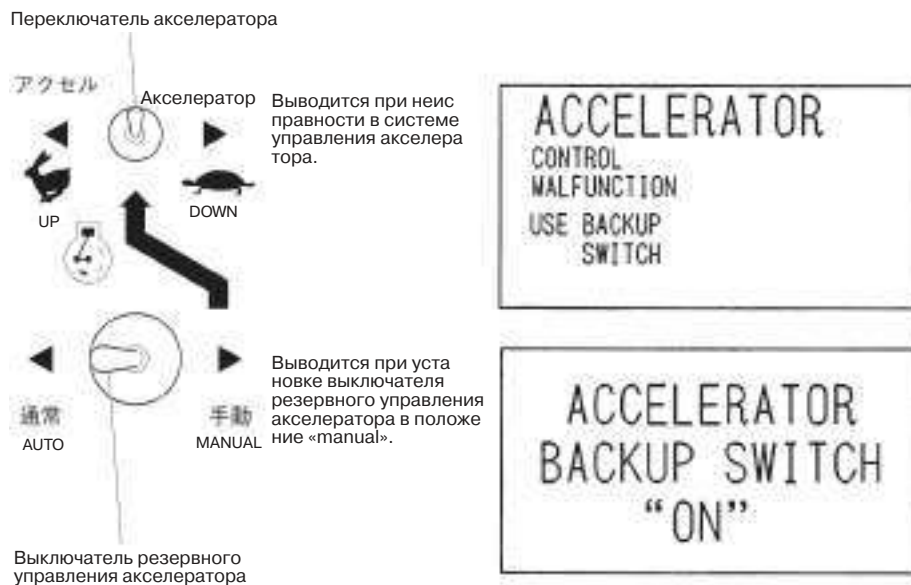 Переключатель акселератора
アクセル
Акселератор
UP
DOWN
Выводится при неис
правности в системе
управления акселера
тора.
ACCELERATOR
CONTROL
MALFUNCTION
USE BACKUP
SWITCH
通常
AUTO
手動
MANUAL
Выводится при уста
новке выключателя
резервного управления
акселератора в положе
ние «manual».
ACCELERATOR
BACKUP SWITCH
“ON”
Выключатель резервного
управления акселератора